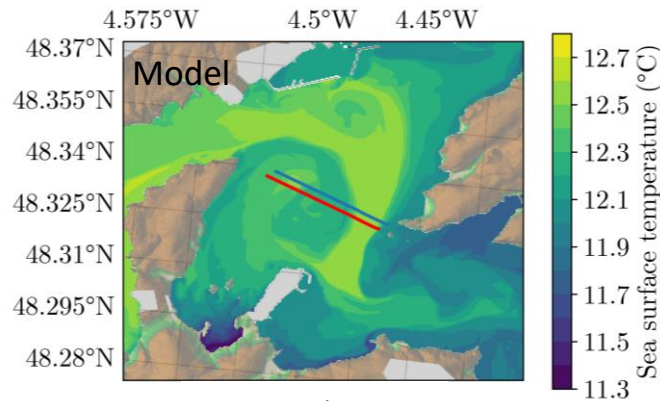 4.575°W 4.5°W 4.45°W
48.37°N
48.355°N
48.34°N
48.325°N
48.31°N
48.295°N
48.28°N
Model
12.7
12.5
12.3
12.1
11.9
11.7
11.5
11.3
Sea surface temperature (°C)